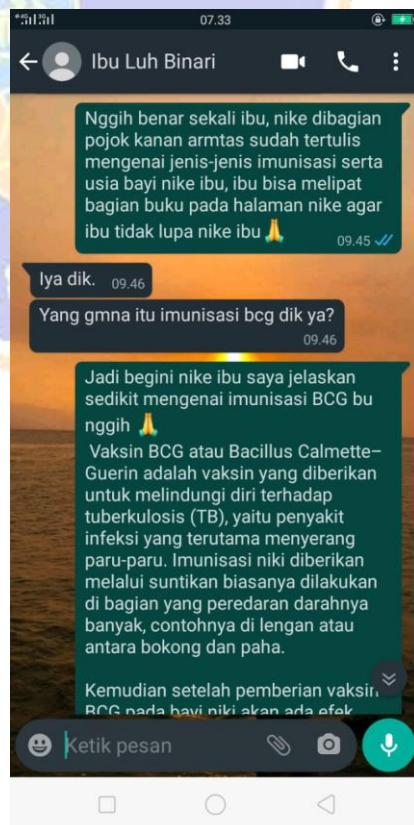 07.33
Ibu Luh Binari
Nggih benar sekali ibu, nike dibagian
pojok kanan armtas sudah tertulis
mengenai jenis-jenis imunisasi serta
usia bayi nike ibu, ibu bisa melipat
bagian buku pada halaman nike agar
ibu tidak lupa nike ibu 🙏
09.45
Iya dik. 09.46
Yang gmna itu imunisasi bcg dik ya?
09.46
Jadi begini nike ibu saya jelaskan
sedikit mengenai imunisasi BCG bu
nggih 🙏
Vaksin BCG atau Bacillus Calmette–
Guerin adalah vaksin yang diberikan
untuk melindungi diri terhadap
tuberkulosis (TB), yaitu penyakit
infeksi yang terutama menyerang
paru-paru. Imunisasi niki diberikan
melalui suntikan biasanya dilakukan
di bagian yang peredaran darahnya
banyak, contohnya di lengan atau
antara bokong dan paha.
Kemudian setelah pemberian vaksin
BCG pada bayi niki akan ada efek
Ketik pesan